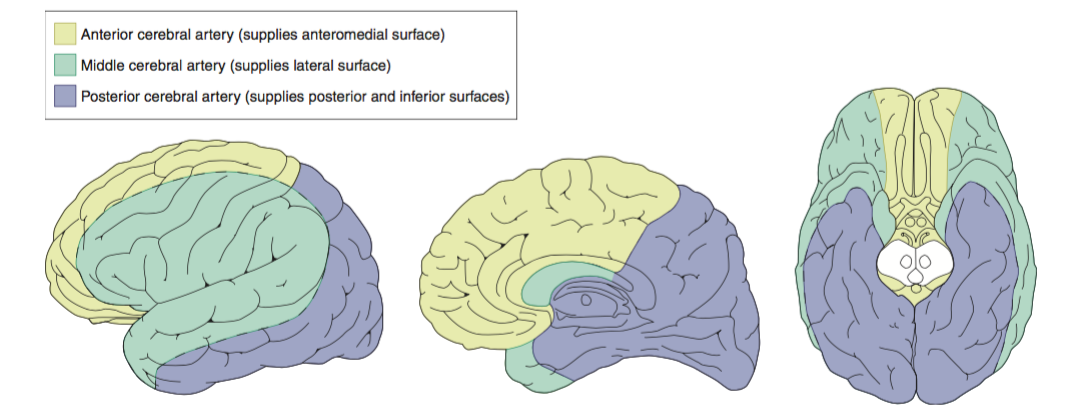 Anterior cerebral artery (supplies anteromedial surface)
Middle cerebral artery (supplies lateral surface)
Posterior cerebral artery (supplies posterior and inferior surfaces)